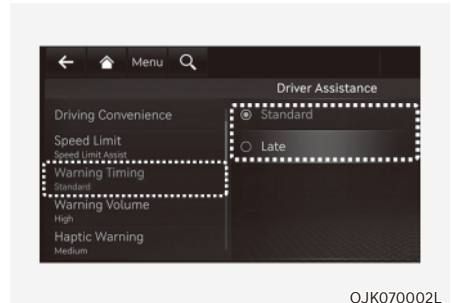 Menu
Driver Assistance
Driving Convenience
Speed Limit
Speed Limit Assist
Warning Timing
Standard
Warning Volume
High
Haptic Warning
Medium
Standard
Late
OJK070002L